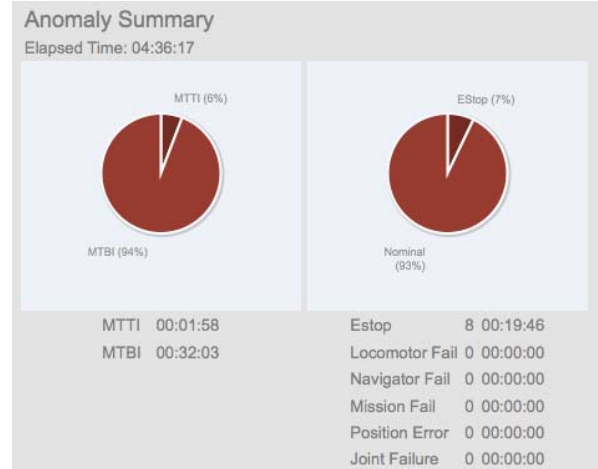 Anomaly Summary
Elapsed Time: 04:36:17
MTTI (6%)
MTBI (94%)
EStop (7%)
Nominal
(93%)
MTTI 00:01:58
MTBI 00:32:03
Estop 8 00:19:46
Locomotor Fail 0 00:00:00
Navigator Fail 0 00:00:00
Mission Fail 0 00:00:00
Position Error 0 00:00:00
Joint Failure 0 00:00:00